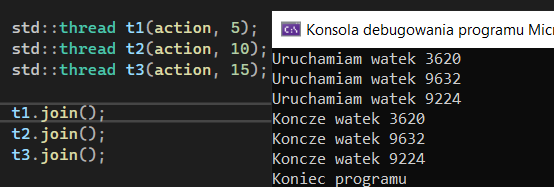 std::thread t1(action, 5);
std::thread t2(action, 10);
std::thread t3(action, 15);
t1.join();
t2.join();
t3.join();
Konsola debugowania programu Micr
Uruchamiam watek 3620
Uruchamiam watek 9632
Uruchamiam watek 9224
Koncze watek 3620
Koncze watek 9632
Koncze watek 9224
Koniec programu